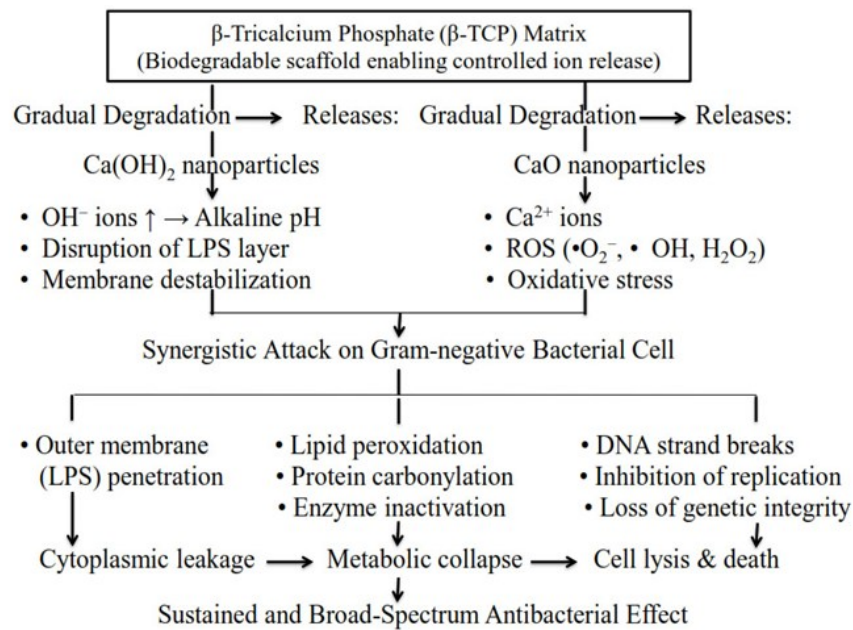 β-Tricalcium Phosphate (β-TCP) Matrix
(Biodegradable scaffold enabling controlled ion release)
Gradual Degradation → Releases: Gradual Degradation → Releases:
Ca(OH)₂ nanoparticles
• OH⁻ ions ↑ → Alkaline pH
• Disruption of LPS layer
• Membrane destabilization
CaO nanoparticles
• Ca²⁺ ions
• ROS (•O₂⁻, • OH, H₂O₂)
• Oxidative stress
Synergistic Attack on Gram-negative Bacterial Cell
• Outer membrane
(LPS) penetration
• Lipid peroxidation
• Protein carbonylation
• Enzyme inactivation
• DNA strand breaks
• Inhibition of replication
• Loss of genetic integrity
Cytoplasmic leakage → Metabolic collapse → Cell lysis & death
Sustained and Broad-Spectrum Antibacterial Effect